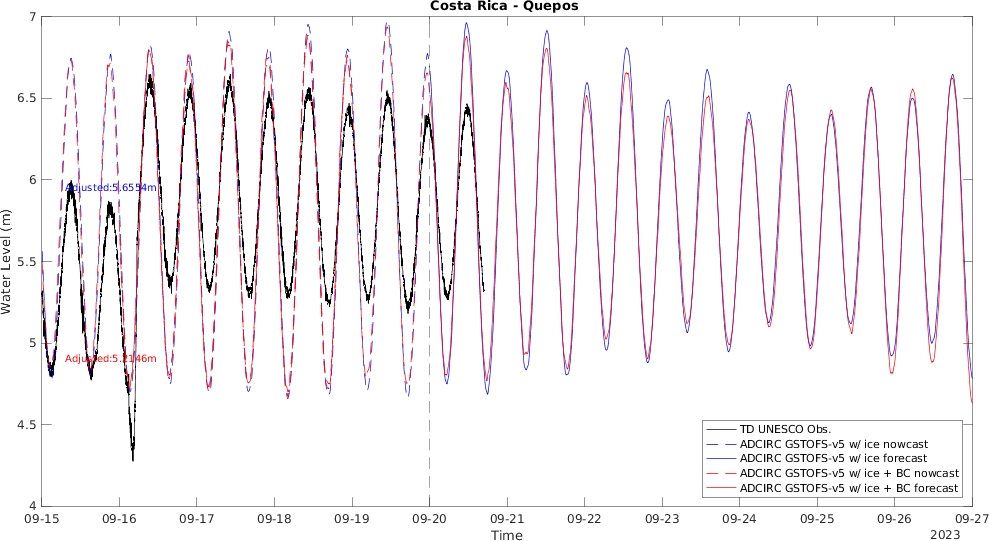 Costa Rica - Quepos
Water Level (m)
7
6.5
6
5.5
5
4.5
4
Adjusted:5.6554m
Adjusted:5.2146m
TD UNESCO Obs.
ADCIRC GSTOFS-v5 w/ ice nowcast
ADCIRC GSTOFS-v5 w/ ice forecast
ADCIRC GSTOFS-v5 w/ ice + BC nowcast
ADCIRC GSTOFS-v5 w/ ice + BC forecast
09-15 09-16 09-17 09-18 09-19 09-20 09-21 09-22 09-23 09-24 09-25 09-26 09-27
Time
2023